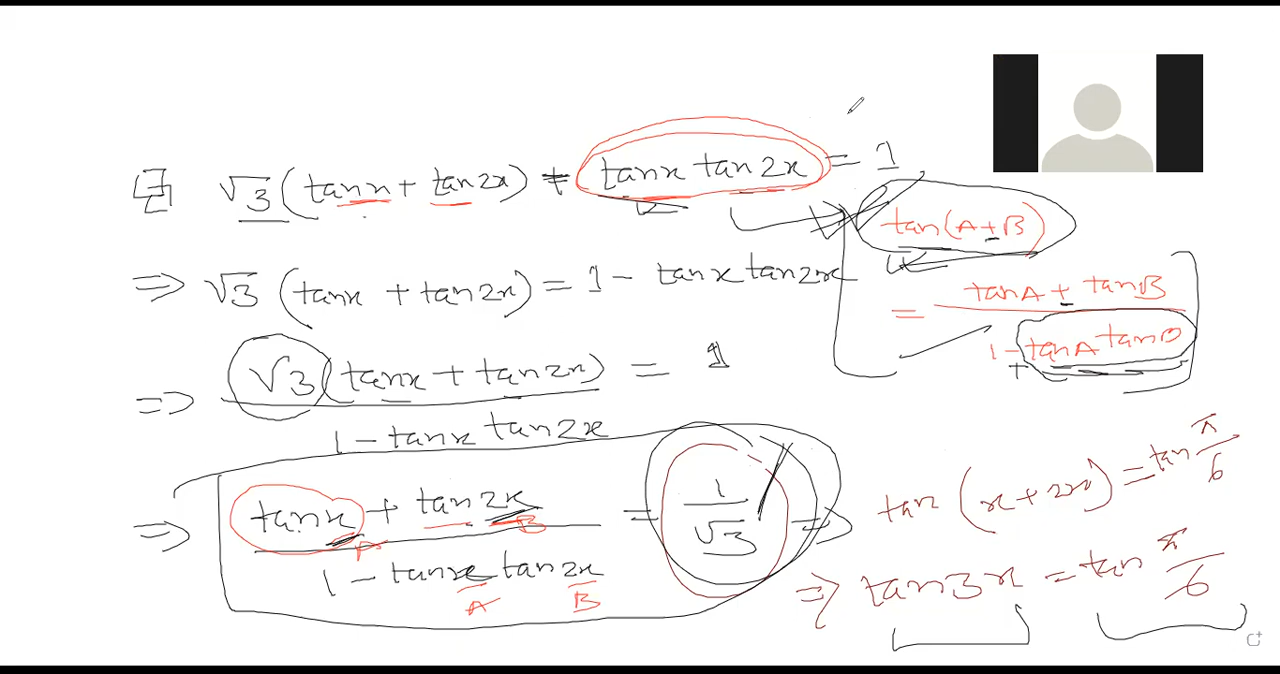 √3 (tanx + tan2x) + tanx tan2x = 1
⇒ √3 (tanx + tan2x) = 1 - tanx tan2x
⇒ √3 (tanx + tan2x) / 1 - tanx tan2x = 1
⇒ tanx + tan2x / 1 - tanx tan2x = 1/√3
A B
A B
tan(A+B)
= tanA + tanB / 1 - tanA tanB
+
⇒ tan (x+2x) = tan π/6
⇒ tan3x = tan π/6